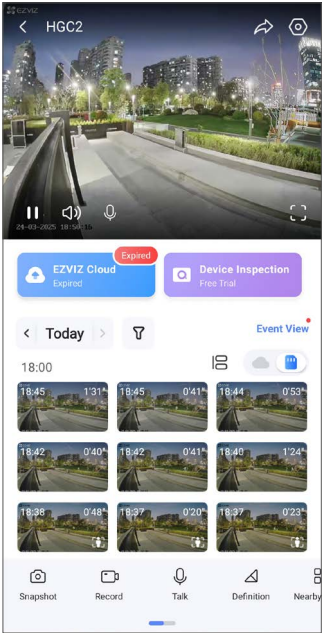 EZVIZ
HGC2
24-03-2025 18:50:16
Expired
EZVIZ Cloud
Expired
Device Inspection
Free Trial
Today
Event View
18:00
18:45 1'31"
18:45 0'41"
18:44 0'53"
18:42 0'40"
18:42 0'41"
18:40 1'24"
18:38 0'48"
18:37 0'20"
18:37 0'23"
Snapshot
Record
Talk
Definition
Nearby